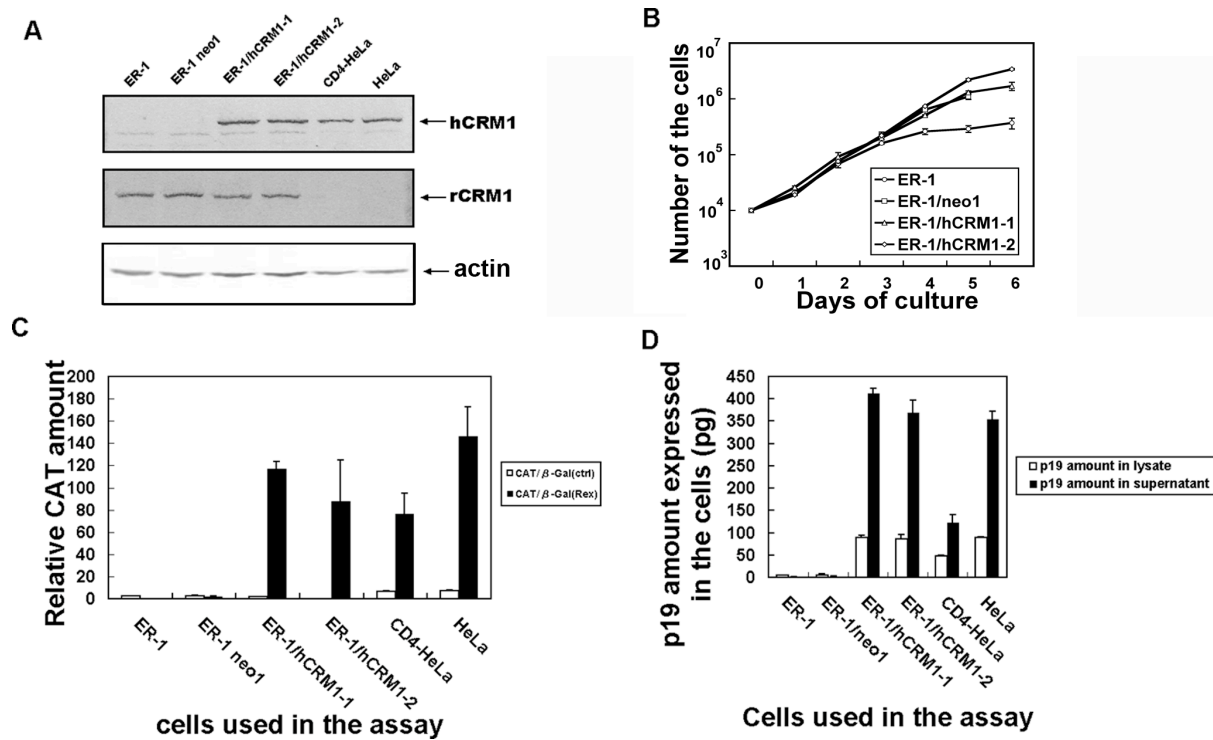 A
ER-1
ER-1 neo1
ER-1/hCRM1-1
ER-1/hCRM1-2
CD4-HeLa
HeLa
hCRM1
rCRM1
actin
B
Number of the cells
10^7
10^6
10^5
10^4
10^3
0 1 2 3 4 5 6
Days of culture
ER-1
ER-1/neo1
ER-1/hCRM1-1
ER-1/hCRM1-2
C
Relative CAT amount
200
180
160
140
120
100
80
60
40
20
0
ER-1
ER-1 neo1
ER-1/hCRM1-1
ER-1/hCRM1-2
CD4-HeLa
HeLa
cells used in the assay
CAT/β-Gal(ctrl)
CAT/β-Gal(Rex)
D
p19 amount expressed
in the cells (pg)
450
400
350
300
250
200
150
100
50
0
ER-1
ER-1/neo1
ER-1/hCRM1-1
ER-1/hCRM1-2
CD4-HeLa
HeLa
Cells used in the assay
p19 amount in lysate
p19 amount in supernatant